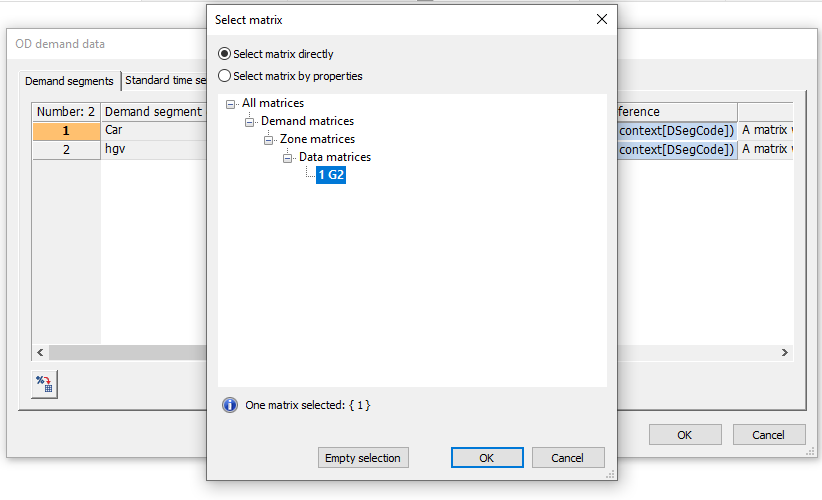 Select matrix
OD demand data
Select matrix directly
Select matrix by properties
Demand segments
Standard time se
Number: 2 Demand segment
1 Car
2 hgv
All matrices
Demand matrices
Zone matrices
Data matrices
1 G2
ference
context[DSegCode]) A matrix
context[DSegCode]) A matrix
One matrix selected: { 1 }
Empty selection OK Cancel
OK Cancel